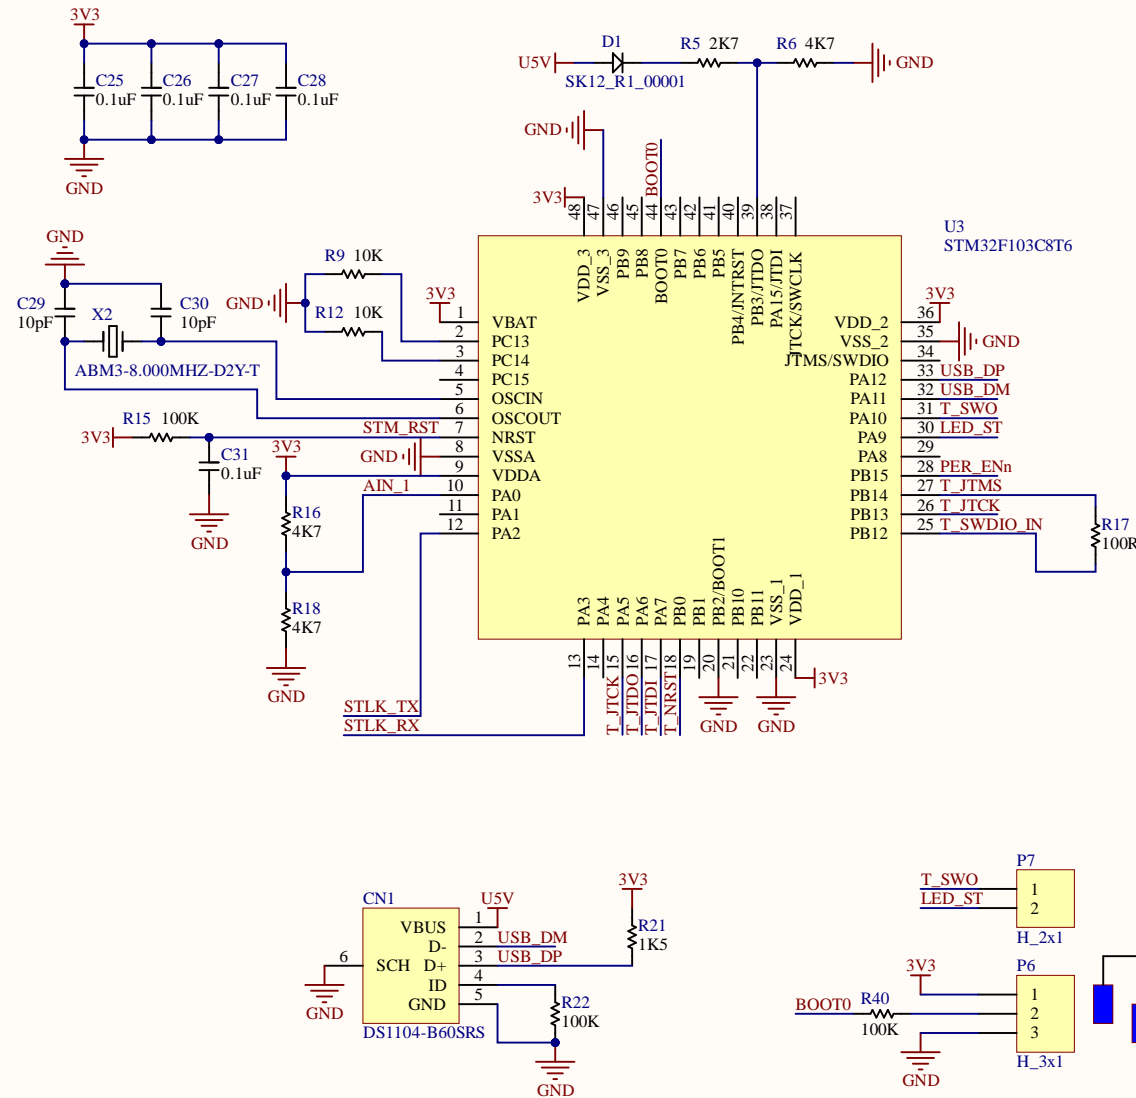 3V3
C25
0.1uF
C26
0.1uF
C27
0.1uF
C28
0.1uF
GND
U5V
D1
SK12_R1_00001
R5 2K7
R6 4K7
GND
GND
BOOT0
3V3
48
47
46
45
44
43
42
41
40
39
38
37
U3
STM32F103C8T6
VDD_3
VSS_3
PB9
PB8
BOOT0
PB7
PB6
PB5
PB4/JNTRST
PB3/JTDO
PA15/JTDI
JTCK/SWCLK
GND
C29
10pF
X2
C30
10pF
ABM3-8.000MHZ-D2Y-T
R9 10K
GND
R12 10K
3V3
1 VBAT
2 PC13
3 PC14
4 PC15
5 OSCIN
6 OSCOUT
STM_RST 7 NRST
GND 8 VSSA
9 VDDA
AIN_1 10 PA0
11 PA1
12 PA2
R15 100K
3V3
C31
0.1uF
GND
3V3
R16
4K7
R18
4K7
GND
STLK_TX
STLK_RX
3V3
VDD_2 36
VSS_2 35 GND
JTMS/SWDIO 34
PA12 33 USB_DP
PA11 32 USB_DM
PA10 31 T_SWO
PA9 30 LED_ST
PA8 29
PB15 28 PER_ENn
PB14 27 T_JTMS
PB13 26 T_JTCK
PB12 25 T_SWDIO_IN
R17
100R
PA3
PA4
PA5
PA6
PA7
PB0
PB1
PB2/BOOT1
PB10
PB11
VSS_1
VDD_1
13
14
15
16
17
18
19
20
21
22
23
24
T_JTCK
T_JTDO
T_JTDI
T_NRST
GND
GND
3V3
CN1
U5V
VBUS 1
D- 2 USB_DM
6 SCH D+ 3 USB_DP
ID 4
GND 5
GND
DS1104-B60SRS
3V3
R21
1K5
R22
100K
GND
P7
T_SWO 1
LED_ST 2
H_2x1
P6
3V3
1
BOOT0 R40 2
100K
3
GND
H_3x1